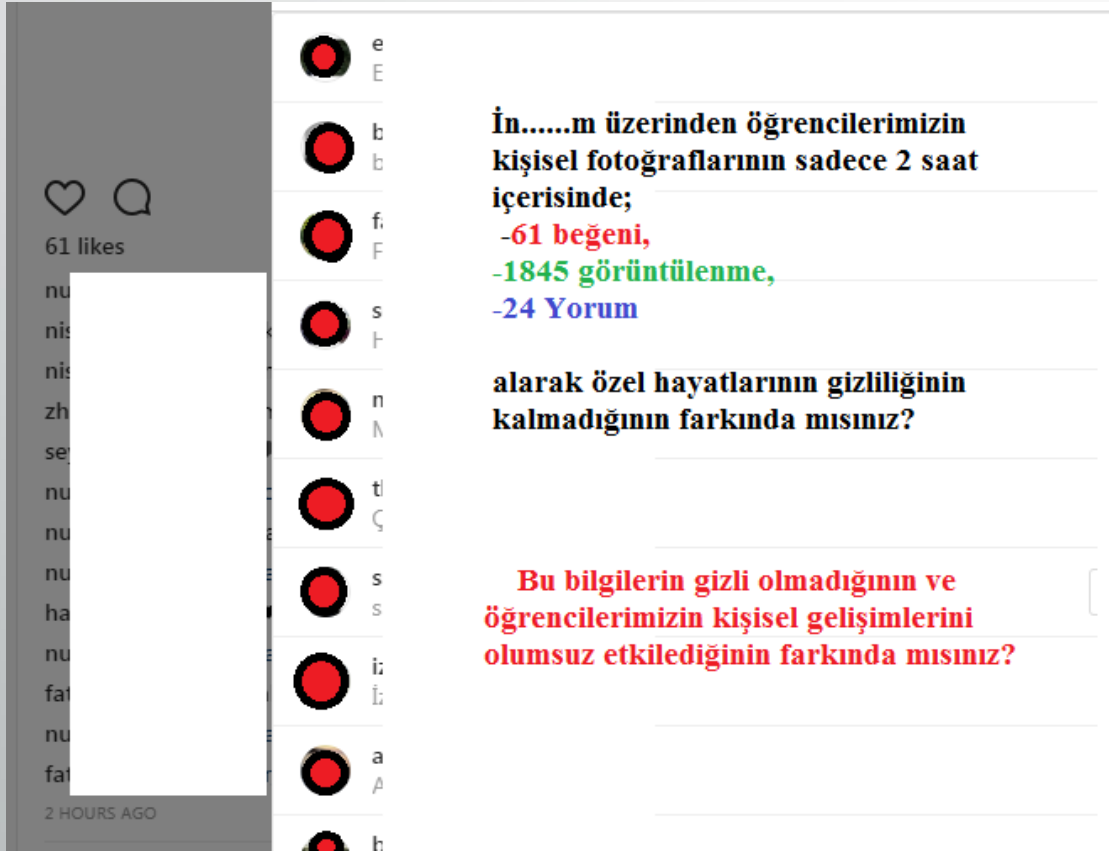 61 likes
2 HOURS AGO
İn......m üzerinden öğrencilerimizin
kişisel fotoğraflarının sadece 2 saat
içerisinde;
-61 beğeni,
-1845 görüntülenme,
-24 Yorum
alarak özel hayatlarının gizliliğinin
kalmadığının farkında mısınız?
Bu bilgilerin gizli olmadığının ve
öğrencilerimizin kişisel gelişimlerini
olumsuz etkilediğinin farkında mısınız?